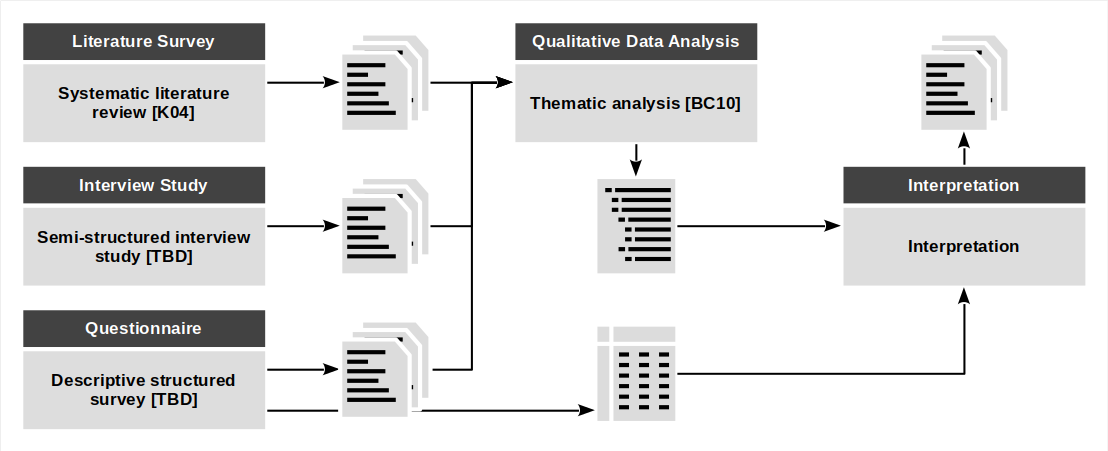 Literature Survey
Systematic literature
review [K04]
Interview Study
Semi-structured interview
study [TBD]
Questionnaire
Descriptive structured
survey [TBD]
Qualitative Data Analysis
Thematic analysis [BC10]
Interpretation
Interpretation